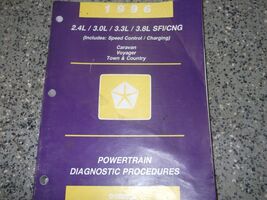 1996
2.4L / 3.0L / 3.3L / 3.8L SFI/CNG
(Includes: Speed Control / Charging)
Caravan
Voyager
Town & Country
POWERTRAIN
DIAGNOSTIC PROCEDURES